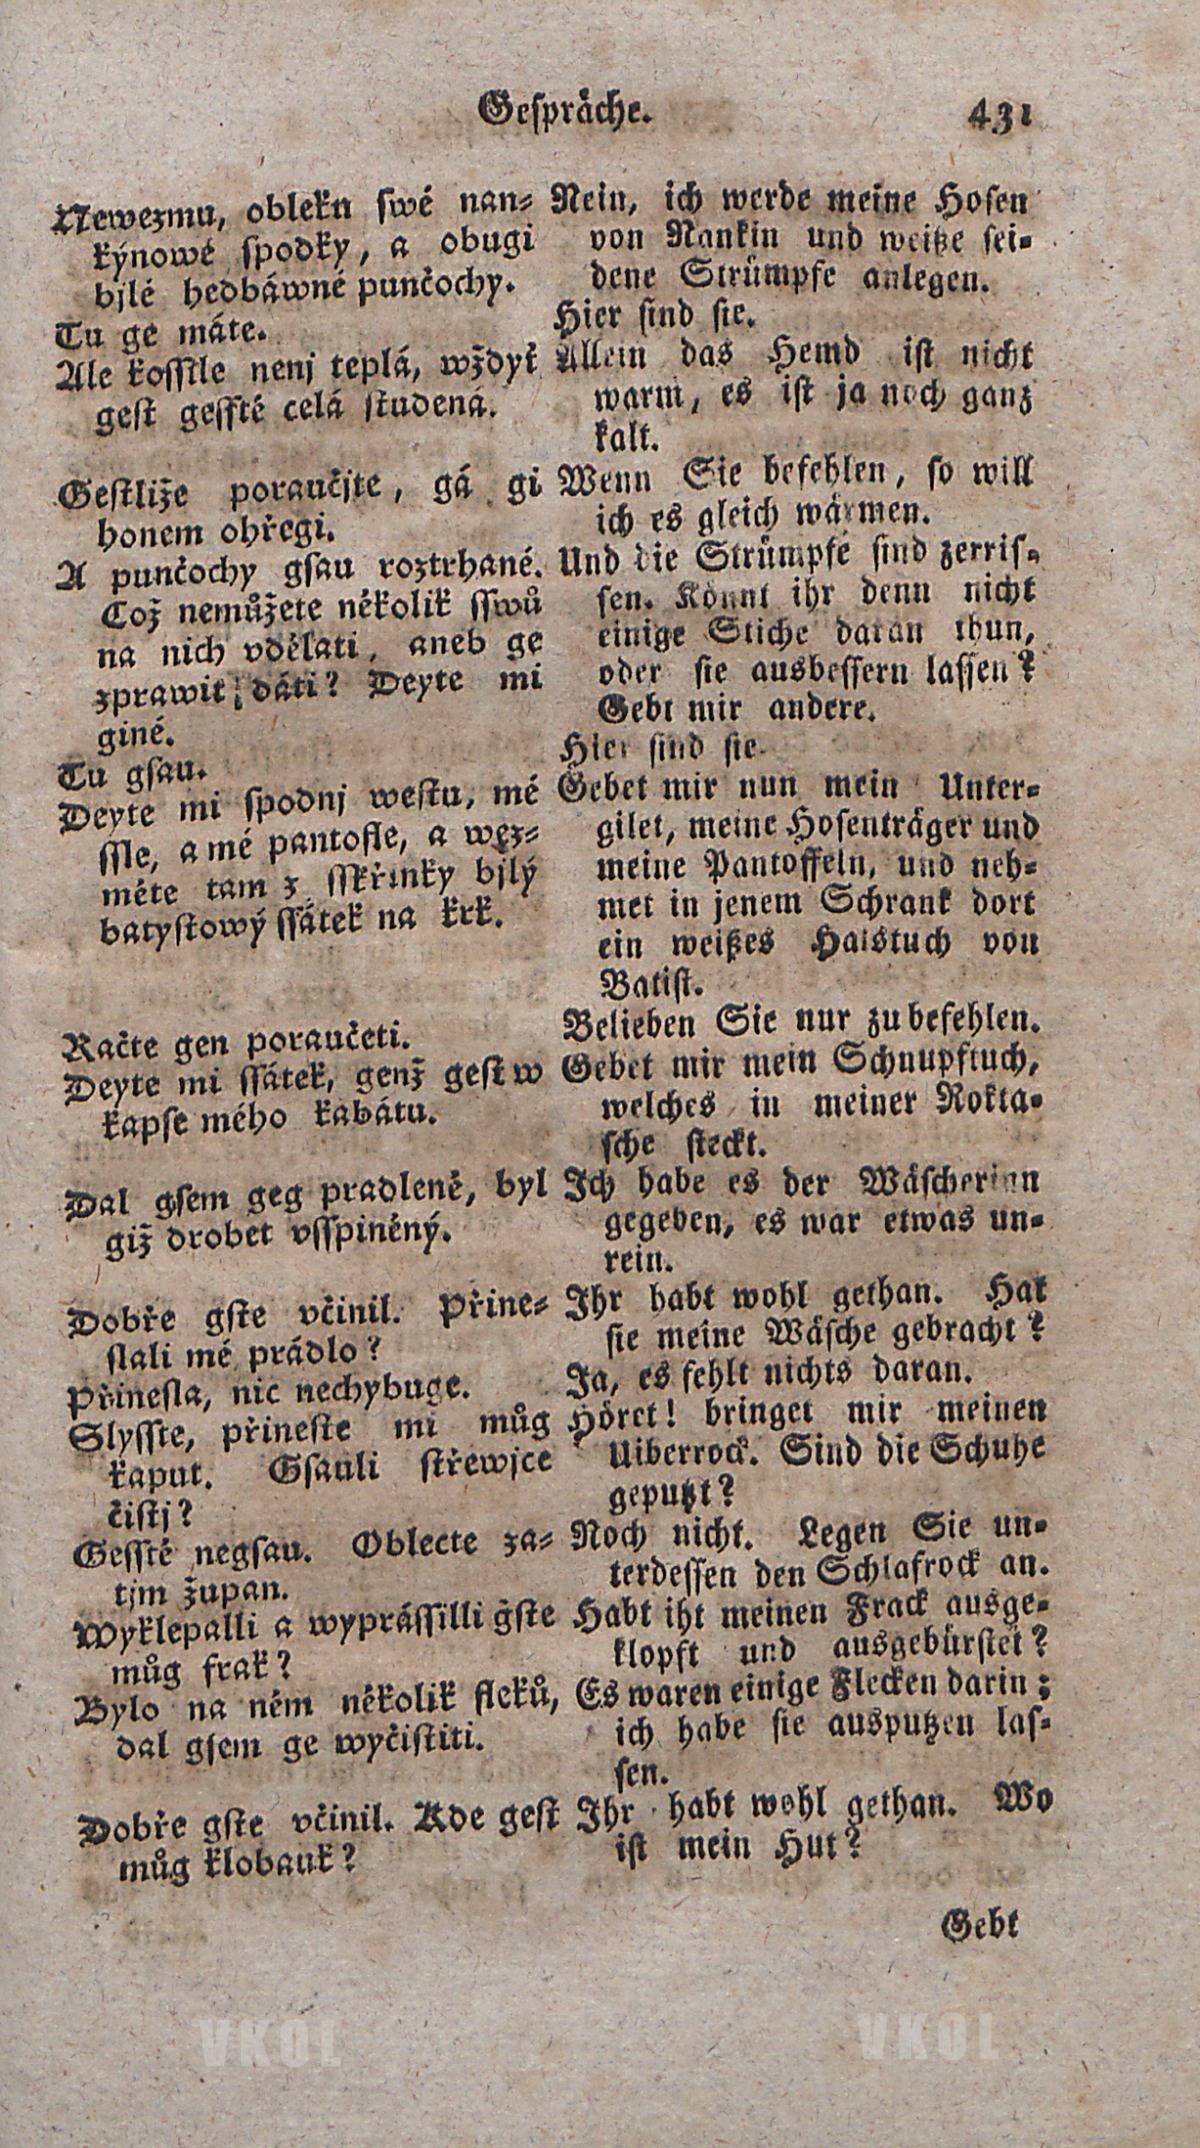 Gespräche. 431
Newezmu, obleku swé nan-
kýnowé spodky, a obugi
bjlé hedbáwné punčochy.
Tu ge máte.
Ale kossile nenj teplá, wždyť
gest gesstě celá studená.
Gestliže poraučjte, gá gi
honem ohřegi.
A punčochy gsau roztrhané.
Což nemůžete několik sswů
na nich vdělati, aneb ge
zprawit dáti? Deyte mi
giné.
Tu gsau.
Deyte mi spodnj westu, mé
ssle, a mé pantofle, a wez-
měte tam z sskřinky bjlý
batystowý ssátek na krk.
Račte gen poraučeti.
Deyte mi ssátek, genž gest w
kapse mého kabátu.
Dal gsem geg pradleně, byl
giž drobet vsspiněný.
Dobře gste včinil. Přine-
slali mé prádlo?
Přinesla, nic nechybuge.
Slyšste, přineste mi můg
kaput. Gsauli střewjce
čistj?
Gesstě negsau. Oblecte za-
tjm župan.
Wyklepalli a wyprássilli gste
můg frak?
Bylo na něm několik fleků,
dal gsem ge wyčistiti.
Dobře gste včinil. Kde gest
můg klobauk?
Nein, ich werde meine Hosen
von Nankin und weiße sei-
dene Strümpfe anlegen.
Hier sind sie.
Allein das Hemd ist nicht
warm, es ist ja noch ganz
kalt.
Wenn Sie befehlen, so will
ich es gleich wärmen.
Und die Strümpfe sind zerris-
sen. Könnt ihr denn nicht
einige Stiche daran thun,
oder sie ausbessern lassen?
Gebt mir andere.
Hier sind sie.
Gebet mir nun mein Unter-
gilet, meine Hosenträger und
meine Pantoffeln, und neh-
met in jenem Schrank dort
ein weißes Halstuch von
Batist.
Belieben Sie nur zu befehlen.
Gebet mir mein Schnupftuch,
welches in meiner Rokta-
sche steckt.
Ich habe es der Wäscherinn
gegeben, es war etwas un-
rein.
Ihr habt wohl gethan. Hat
sie meine Wäsche gebracht?
Ja, es fehlt nichts daran.
Höret! bringet mir meinen
Uiberrock. Sind die Schuhe
geputzt?
Noch nicht. Legen Sie un-
terdessen den Schlafrock an.
Habt iht meinen Frack ausge-
klopft und ausgebürstet?
Es waren einige Flecken darin;
ich habe sie ausputzen las-
sen.
Ihr habt wohl gethan. Wo
ist mein Hut?
Gebt
VKOL VKOL